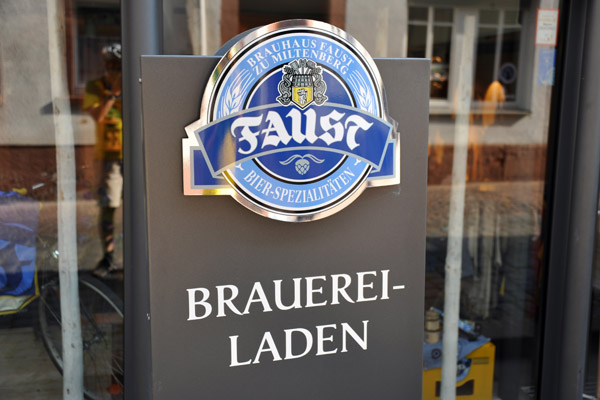 BRAUHAUS FAUST
ZU MILTENBERG
FAUST
BIER-SPEZIALITÄTEN
BRAUEREI-
LADEN